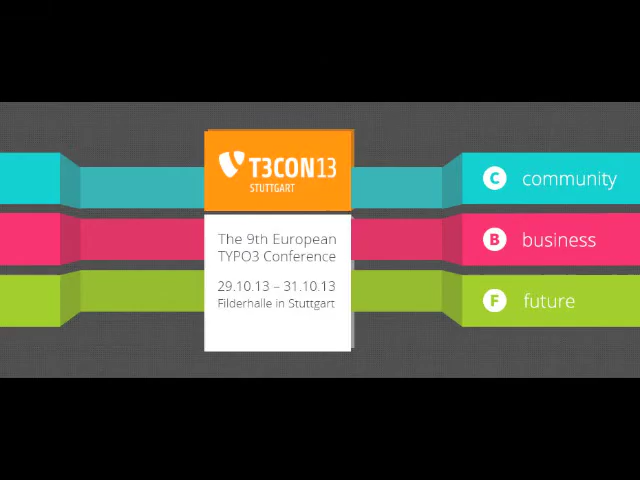 T3CON13
STUTTGART
The 9th European
TYPO3 Conference
29.10.13 – 31.10.13
Filderhalle in Stuttgart
C community
B business
F future